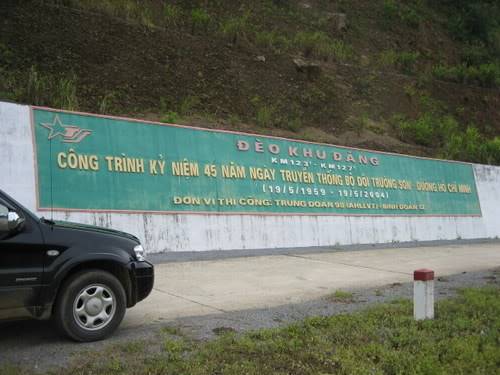 ĐÈO KHU ĐĂNG
KM123⁺ - KM127⁺
CÔNG TRÌNH KỶ NIỆM 45 NĂM NGÀY TRUYỀN THỐNG BỘ ĐỘI TRƯỜNG SƠN - ĐƯỜNG HỒ CHÍ MINH
(19/5/1959 - 19/5/2004)
ĐƠN VỊ THI CÔNG: TRUNG ĐOÀN 98 (AHLLVT) - BINH ĐOÀN 12